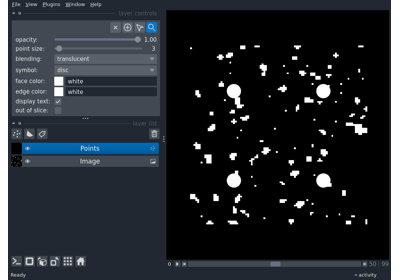 File View Plugins Window Help
layer controls
opacity: 1.00
point size: 3
blending: translucent
symbol: disc
face color: white
edge color: white
display text:
out of slice:
layer list
Points
Image
Ready
50 99
activity